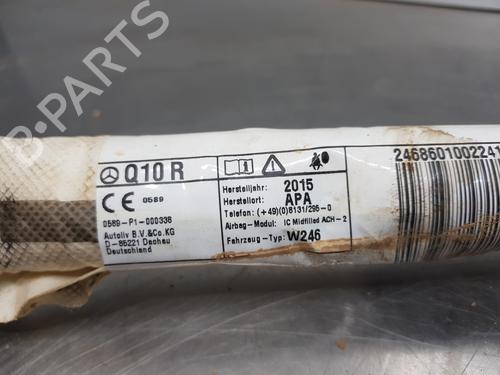 B-PARTS
Q10 R
CE 0589
0589-P1-000336
Autoliv B.V.&Co.KG
D-85221 Dachau
Deutschland
Herstelljahr: 2015
Herstellort: APA
Telefon: (+49)(0)8131/295-0
Airbag-Modul: IC Midfilled ACH-2
Fahrzeug-Typ: W246
2468601002241